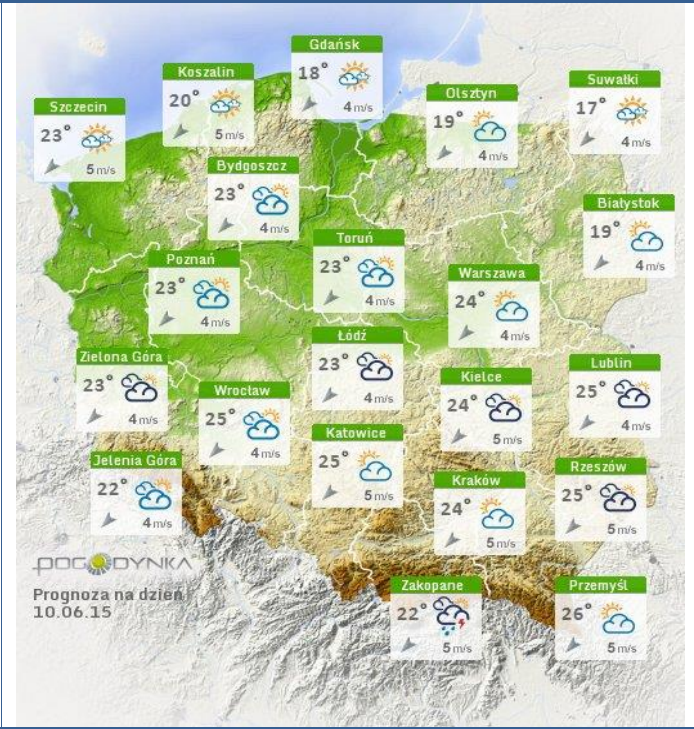 Gdańsk
18°
4 m/s
Koszalin
20°
5 m/s
Suwałki
17°
4 m/s
Olsztyn
19°
4 m/s
Szczecin
23°
5 m/s
Bydgoszcz
23°
4 m/s
Białystok
19°
4 m/s
Toruń
23°
4 m/s
Poznań
23°
4 m/s
Warszawa
24°
4 m/s
Łódź
23°
4 m/s
Zielona Góra
23°
4 m/s
Lublin
25°
4 m/s
Kielce
24°
5 m/s
Wrocław
25°
4 m/s
Katowice
25°
5 m/s
Jelenia Góra
22°
4 m/s
Rzeszów
25°
5 m/s
Kraków
24°
5 m/s
POGODYNKA
Prognoza na dzień
10.06.15
Zakopane
22°
5 m/s
Przemyśl
26°
5 m/s